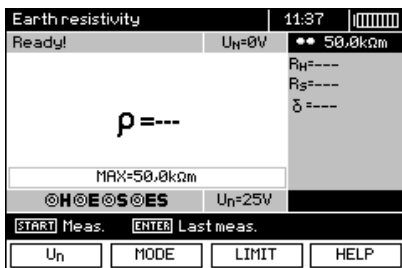 Earth resistivity 11:37
Ready! UN=0V 50,0kΩm
RH=---
RS=---
δ=---
ρ=---
MAX=50,0kΩm
H E S ES Un=25V
START Meas. ENTER Last meas.
Un MODE LIMIT HELP